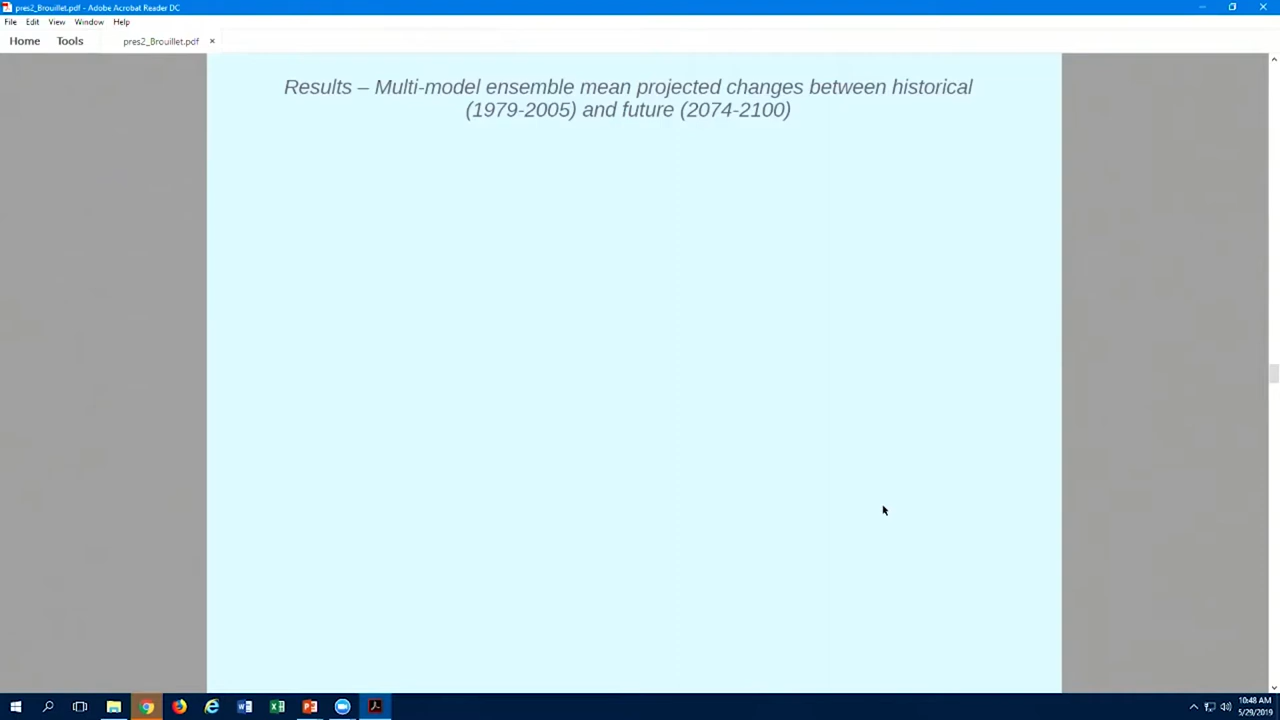 pres2_Brouillet.pdf - Adobe Acrobat Reader DC
File Edit View Window Help
Home Tools pres2_Brouillet.pdf ×
Results – Multi-model ensemble mean projected changes between historical
(1979-2005) and future (2074-2100)
10:48 AM
5/29/2019